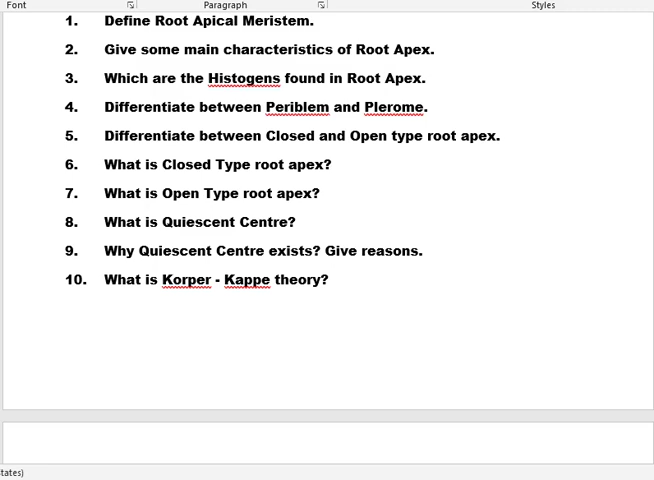 Font Paragraph Styles
1. Define Root Apical Meristem.
2. Give some main characteristics of Root Apex.
3. Which are the Histogens found in Root Apex.
4. Differentiate between Periblem and Plerome.
5. Differentiate between Closed and Open type root apex.
6. What is Closed Type root apex?
7. What is Open Type root apex?
8. What is Quiescent Centre?
9. Why Quiescent Centre exists? Give reasons.
10. What is Korper - Kappe theory?
tates)